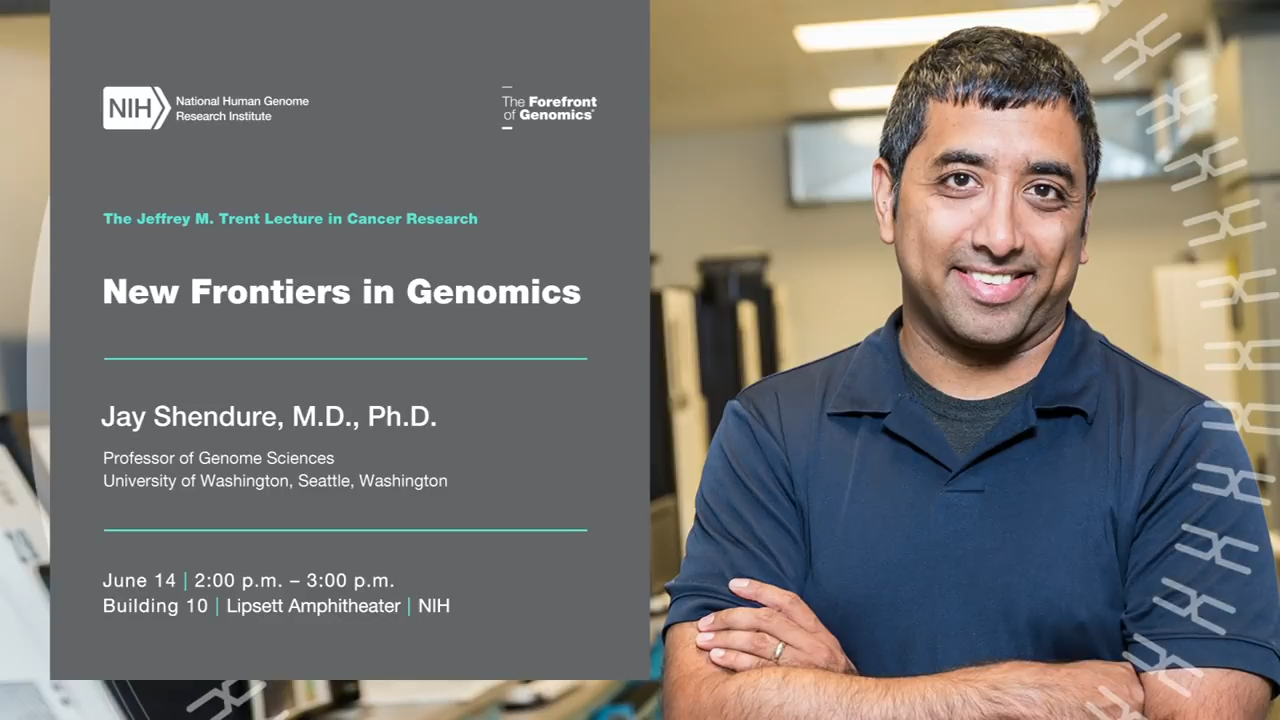 NIH
National Human Genome
Research Institute
The Forefront
of Genomics®
The Jeffrey M. Trent Lecture in Cancer Research
New Frontiers in Genomics
Jay Shendure, M.D., Ph.D.
Professor of Genome Sciences
University of Washington, Seattle, Washington
June 14 | 2:00 p.m. – 3:00 p.m.
Building 10 | Lipsett Amphitheater | NIH